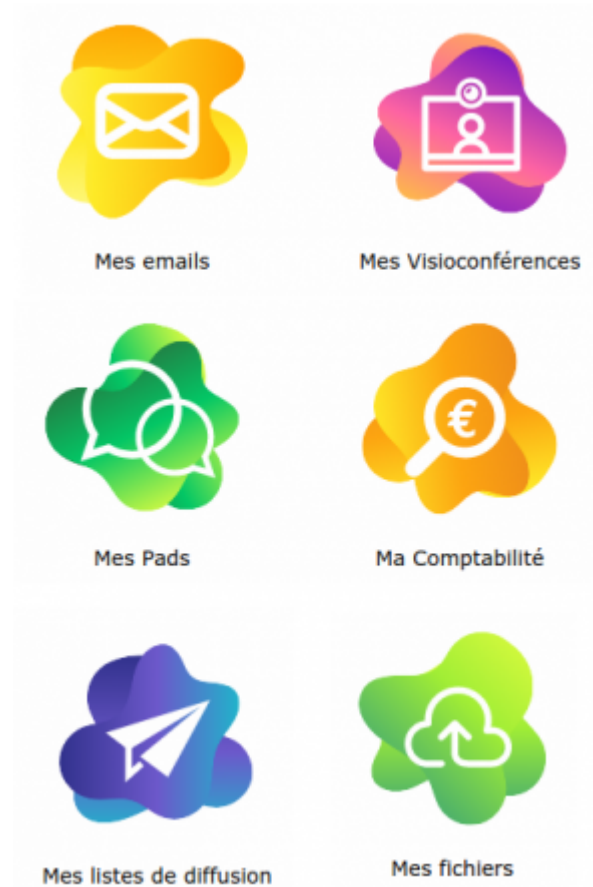 Mes emails
Mes Visioconférences
€
Mes Pads
Ma Comptabilité
Mes listes de diffusion
Mes fichiers